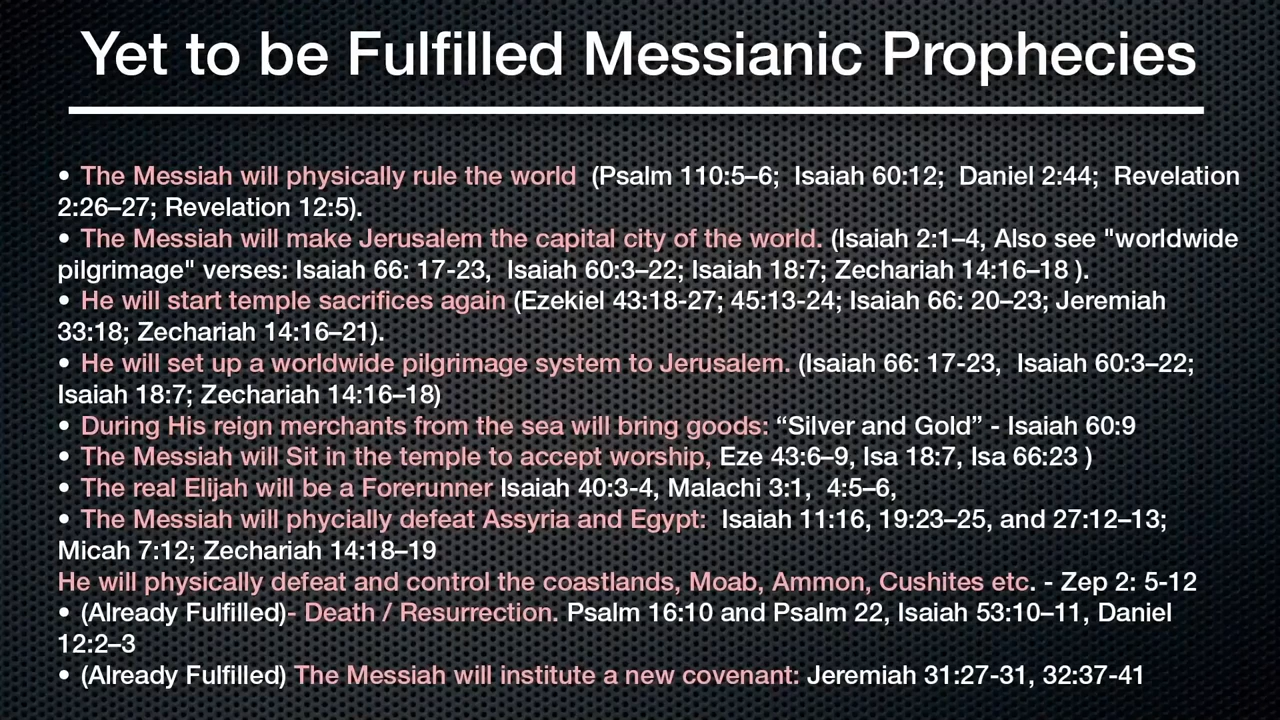 Yet to be Fulfilled Messianic Prophecies
• The Messiah will physically rule the world  (Psalm 110:5–6;  Isaiah 60:12;  Daniel 2:44;  Revelation
2:26–27; Revelation 12:5).
• The Messiah will make Jerusalem the capital city of the world. (Isaiah 2:1–4, Also see "worldwide
pilgrimage" verses: Isaiah 66: 17-23,  Isaiah 60:3–22; Isaiah 18:7; Zechariah 14:16–18 ).
• He will start temple sacrifices again (Ezekiel 43:18-27; 45:13-24; Isaiah 66: 20–23; Jeremiah
33:18; Zechariah 14:16–21).
• He will set up a worldwide pilgrimage system to Jerusalem. (Isaiah 66: 17-23,  Isaiah 60:3–22;
Isaiah 18:7; Zechariah 14:16–18)
• During His reign merchants from the sea will bring goods: “Silver and Gold” - Isaiah 60:9
• The Messiah will Sit in the temple to accept worship, Eze 43:6–9, Isa 18:7, Isa 66:23 )
• The real Elijah will be a Forerunner Isaiah 40:3-4, Malachi 3:1,  4:5–6,
• The Messiah will phycially defeat Assyria and Egypt:  Isaiah 11:16, 19:23–25, and 27:12–13;
Micah 7:12; Zechariah 14:18–19
He will physically defeat and control the coastlands, Moab, Ammon, Cushites etc. - Zep 2: 5-12
• (Already Fulfilled)- Death / Resurrection. Psalm 16:10 and Psalm 22, Isaiah 53:10–11, Daniel
12:2–3
• (Already Fulfilled) The Messiah will institute a new covenant: Jeremiah 31:27-31, 32:37-41